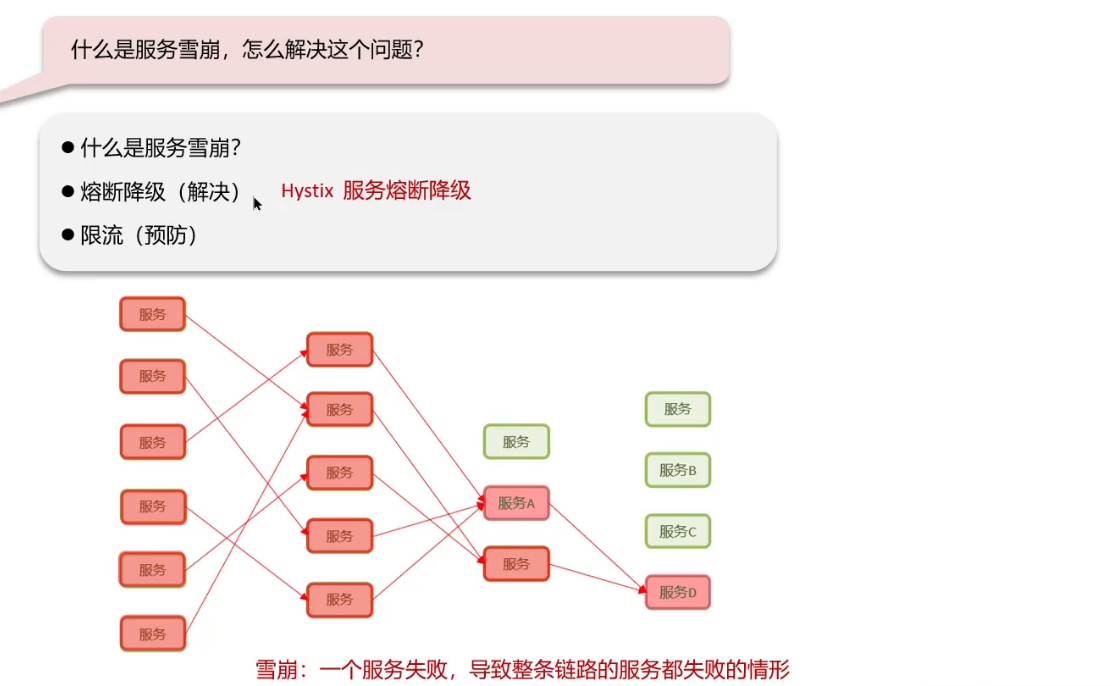 什么是服务雪崩，怎么解决这个问题？
● 什么是服务雪崩？
● 熔断降级（解决） Hystix 服务熔断降级
● 限流（预防）
服务
服务
服务
服务
服务
服务
服务
服务
服务
服务
服务
服务
服务A
服务
服务
服务B
服务C
服务D
雪崩：一个服务失败，导致整条链路的服务都失败的情形